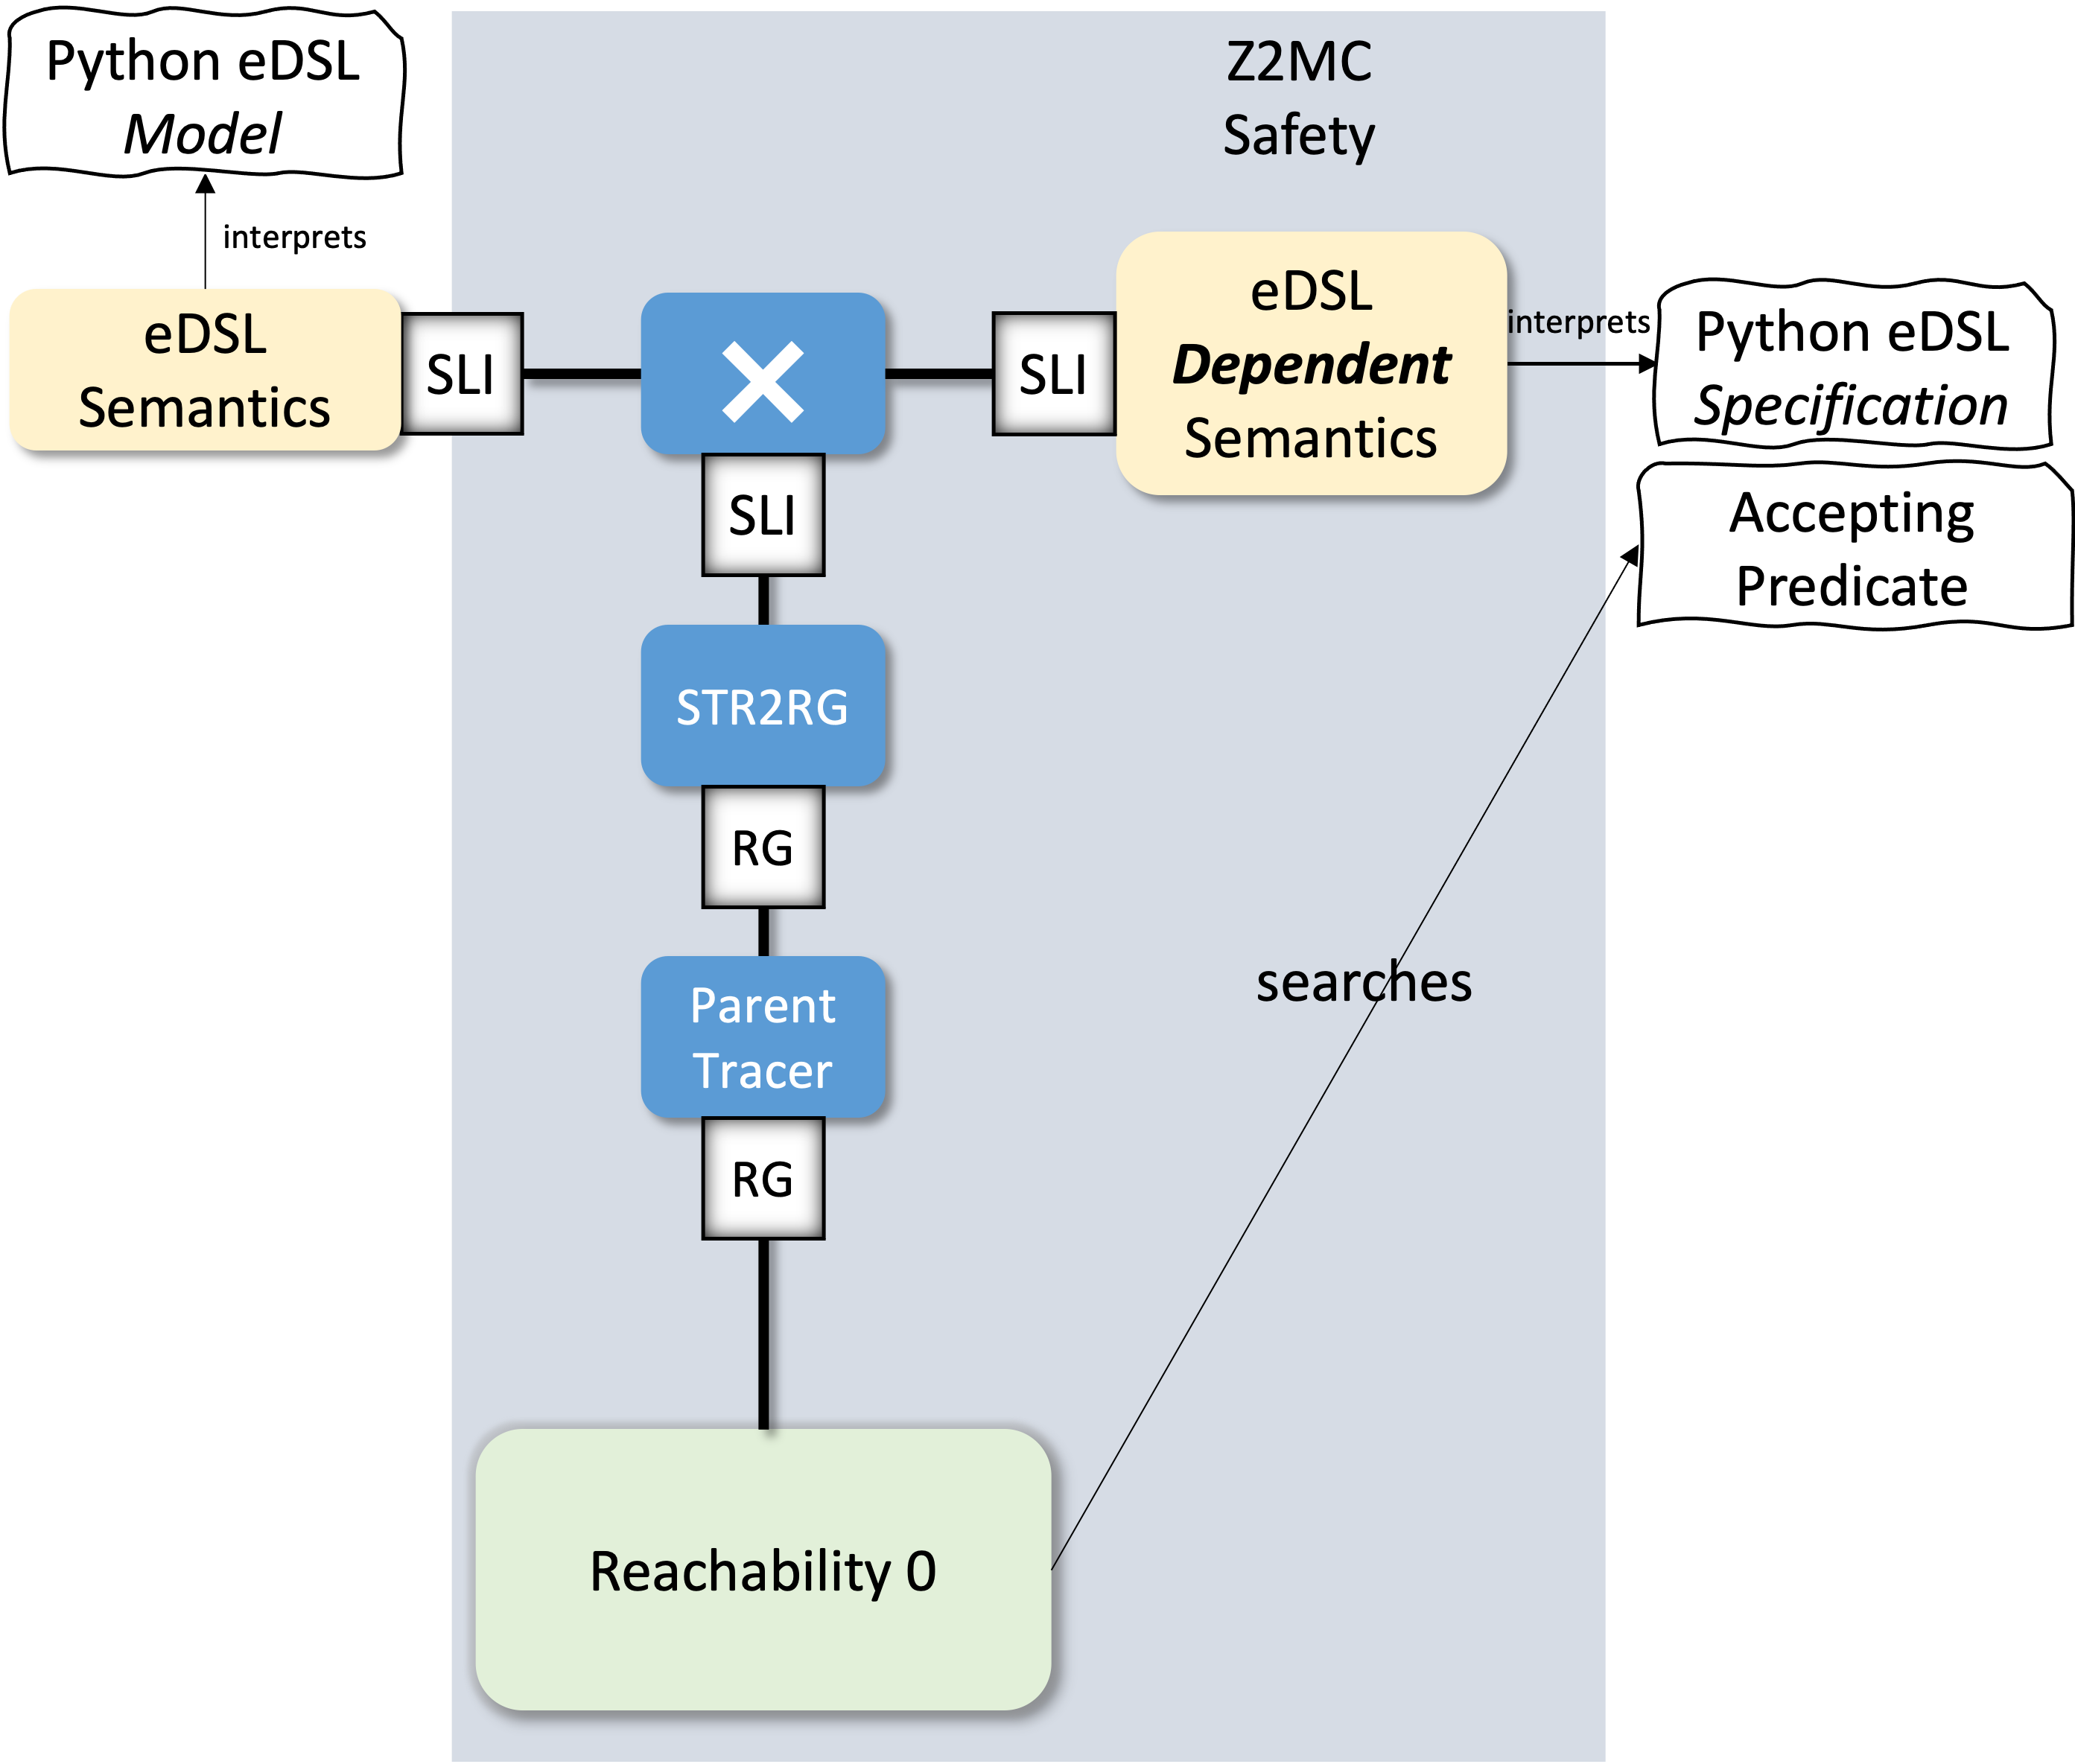 Python eDSL
Model
Z2MC
Safety
interprets
eDSL
Semantics
SLI
×
SLI
eDSL
Dependent
Semantics
interprets
Python eDSL
Specification
SLI
Accepting
Predicate
STR2RG
RG
searches
Parent
Tracer
RG
Reachability 0